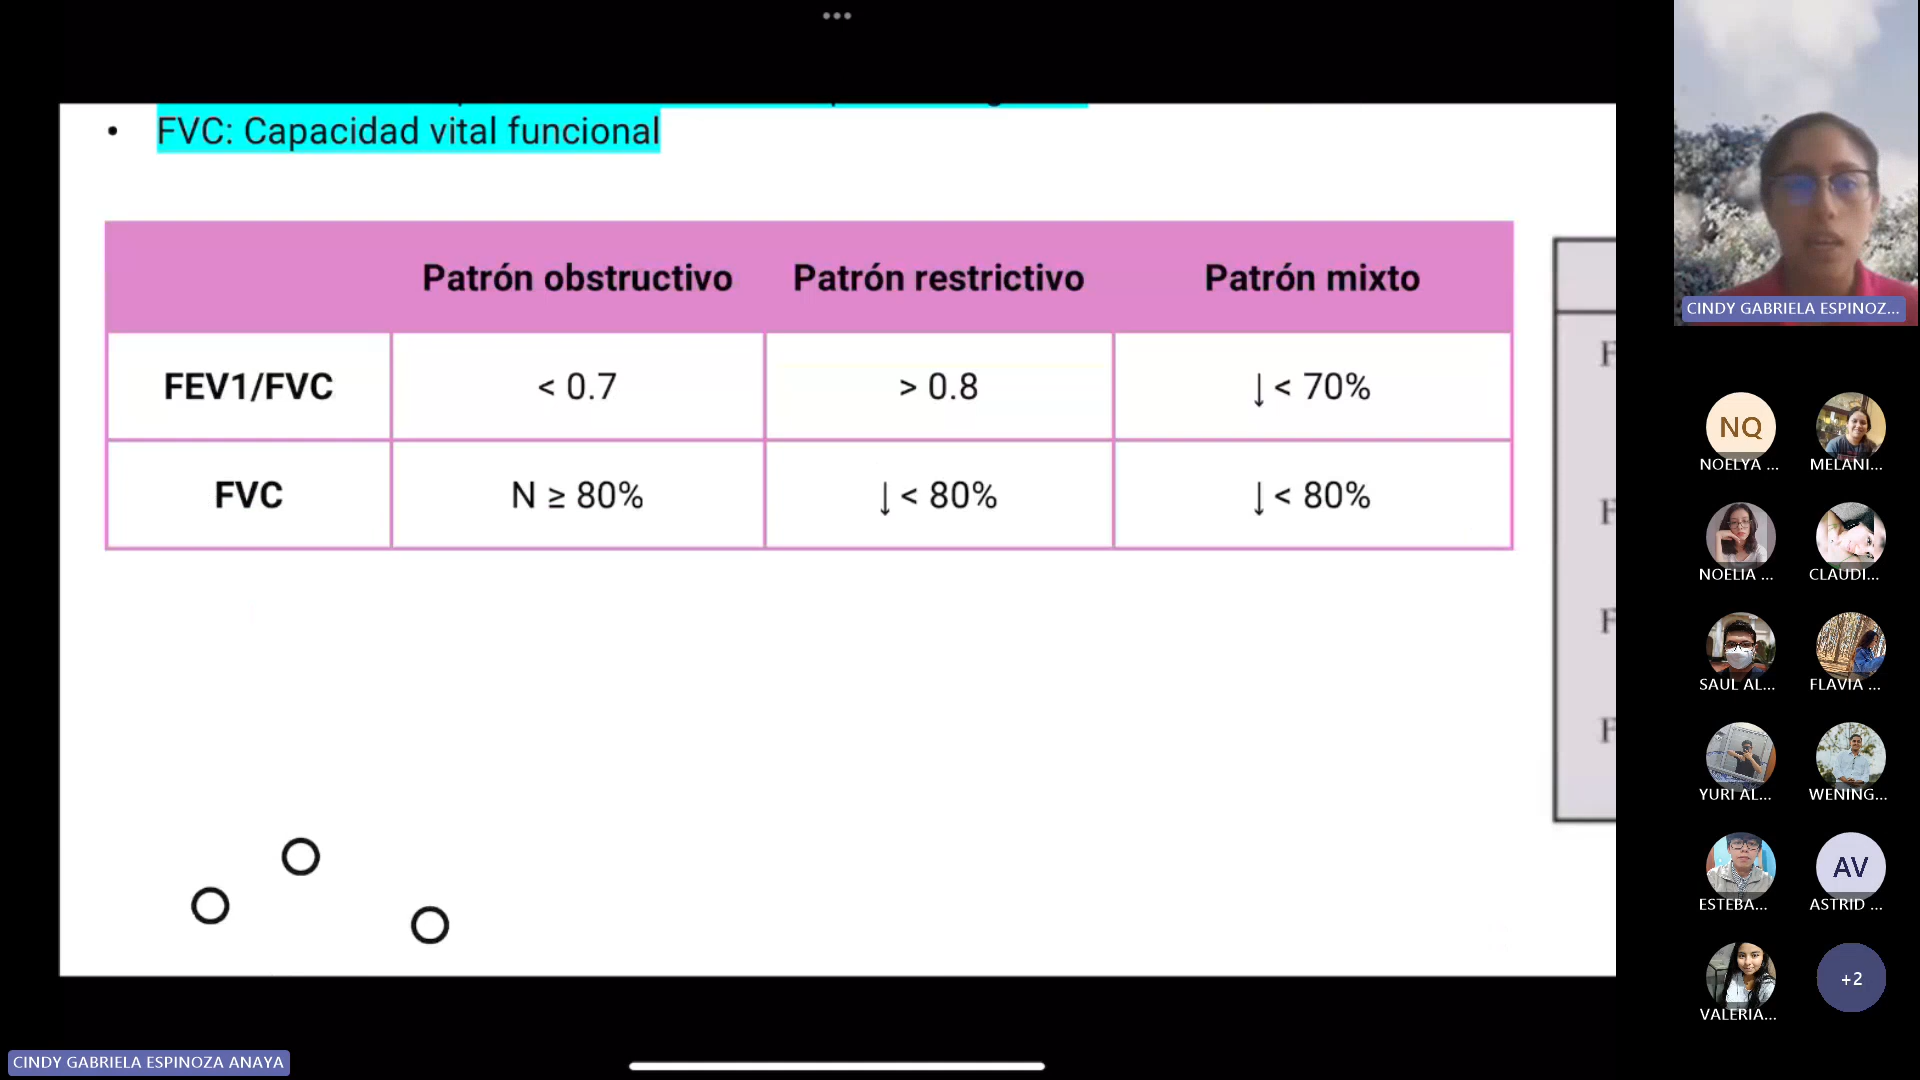 •••
• FVC: Capacidad vital funcional
Patrón obstructivo Patrón restrictivo Patrón mixto
FEV1/FVC < 0.7 > 0.8 ↓ < 70%
FVC N ≥ 80% ↓ < 80% ↓ < 80%
F
F
F
F
CINDY GABRIELA ESPINOZ...
NQ
NOELYA ...
MELANI...
NOELIA ...
CLAUDI...
SAUL AL...
FLAVIA ...
YURI AL...
WENING...
ESTEBA...
AV
ASTRID ...
VALERIA...
+2
CINDY GABRIELA ESPINOZA ANAYA